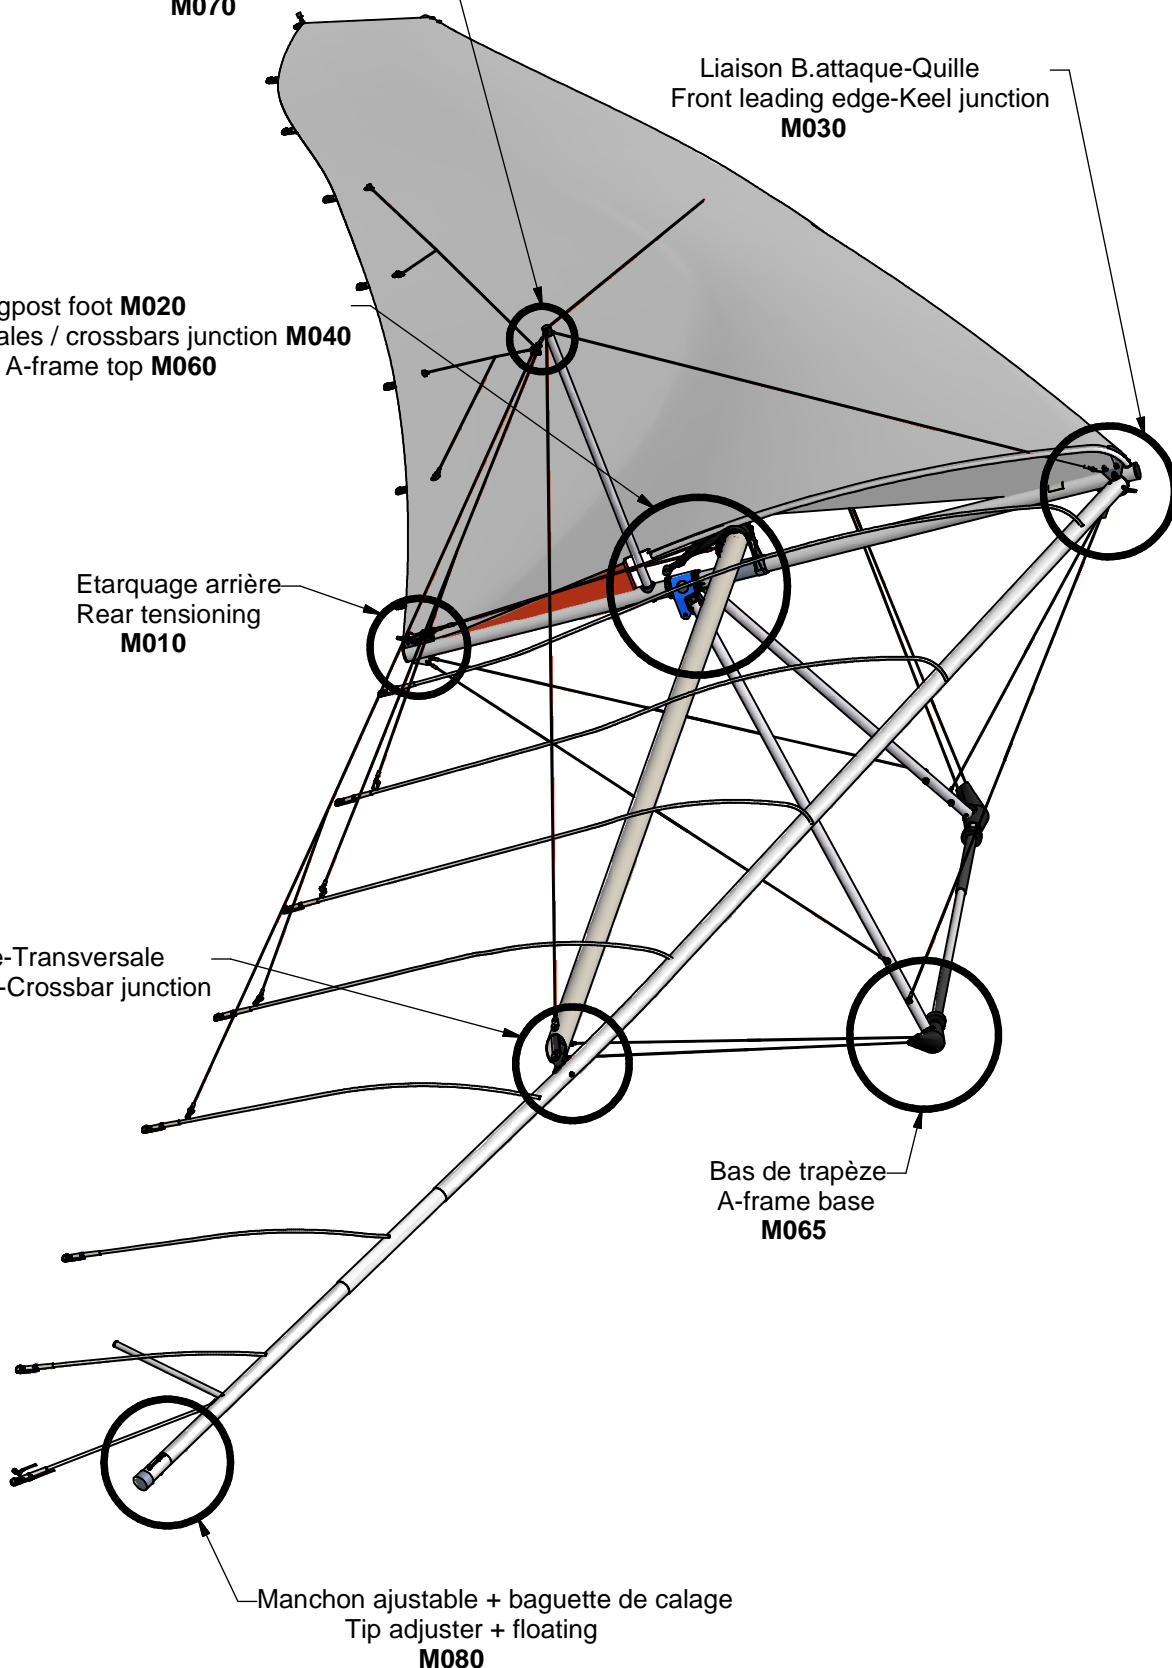 M070
Liaison B.attaque-Quille
Front leading edge-Keel junction
M030
gpost foot M020
ales / crossbars junction M040
A-frame top M060
Etarquage arrière
Rear tensioning
M010
e-Transversale
-Crossbar junction
Bas de trapèze
A-frame base
M065
Manchon ajustable + baguette de calage
Tip adjuster + floating
M080